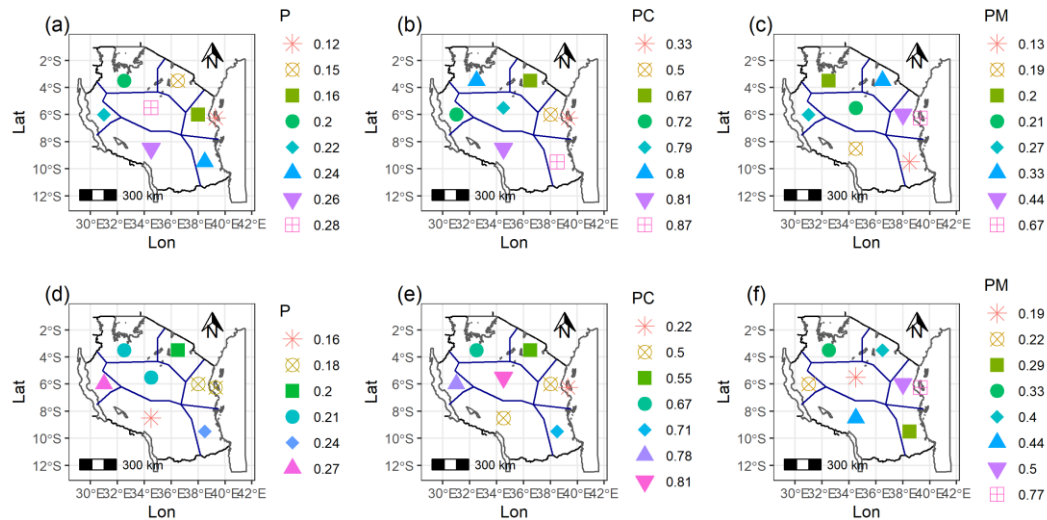 (a)
P
0.12
0.15
0.16
0.2
0.22
0.24
0.26
0.28
2°S
4°S
6°S
8°S
10°S
12°S
Lat
300 km
30°E32°E34°E36°E38°E40°E42°E
Lon
(b)
PC
0.33
0.5
0.67
0.72
0.79
0.8
0.81
0.87
2°S
4°S
6°S
8°S
10°S
12°S
Lat
300 km
30°E32°E34°E36°E38°E40°E42°E
Lon
(c)
PM
0.13
0.19
0.2
0.21
0.27
0.33
0.44
0.67
2°S
4°S
6°S
8°S
10°S
12°S
Lat
300 km
30°E32°E34°E36°E38°E40°E42°E
Lon
(d)
P
0.16
0.18
0.2
0.21
0.24
0.27
2°S
4°S
6°S
8°S
10°S
12°S
Lat
300 km
30°E32°E34°E36°E38°E40°E42°E
Lon
(e)
PC
0.22
0.5
0.55
0.67
0.71
0.78
0.81
2°S
4°S
6°S
8°S
10°S
12°S
Lat
300 km
30°E32°E34°E36°E38°E40°E42°E
Lon
(f)
PM
0.19
0.22
0.29
0.33
0.4
0.44
0.5
0.77
2°S
4°S
6°S
8°S
10°S
12°S
Lat
300 km
30°E32°E34°E36°E38°E40°E42°E
Lon